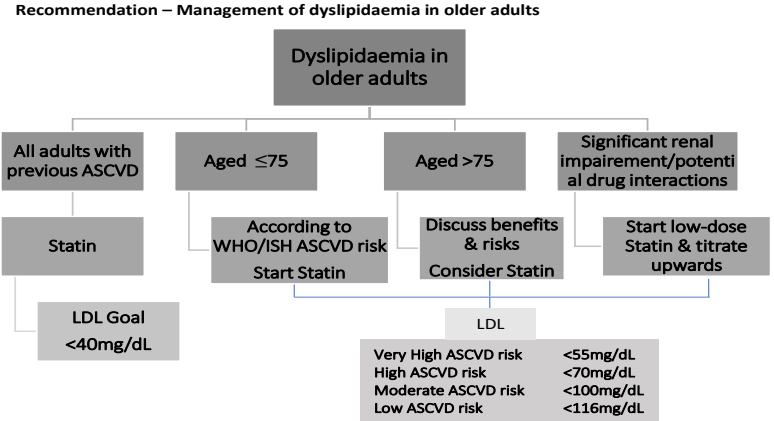 Recommendation – Management of dyslipidaemia in older adults
Dyslipidaemia in
older adults
All adults with
previous ASCVD
Aged ≤75
Aged >75
Significant renal
impairment/potenti
al drug interactions
Statin
According to
WHO/ISH ASCVD risk
Start Statin
Discuss benefits
& risks
Consider Statin
Start low-dose
Statin & titrate
upwards
LDL Goal
<40mg/dL
LDL
Very High ASCVD risk <55mg/dL
High ASCVD risk <70mg/dL
Moderate ASCVD risk <100mg/dL
Low ASCVD risk <116mg/dL